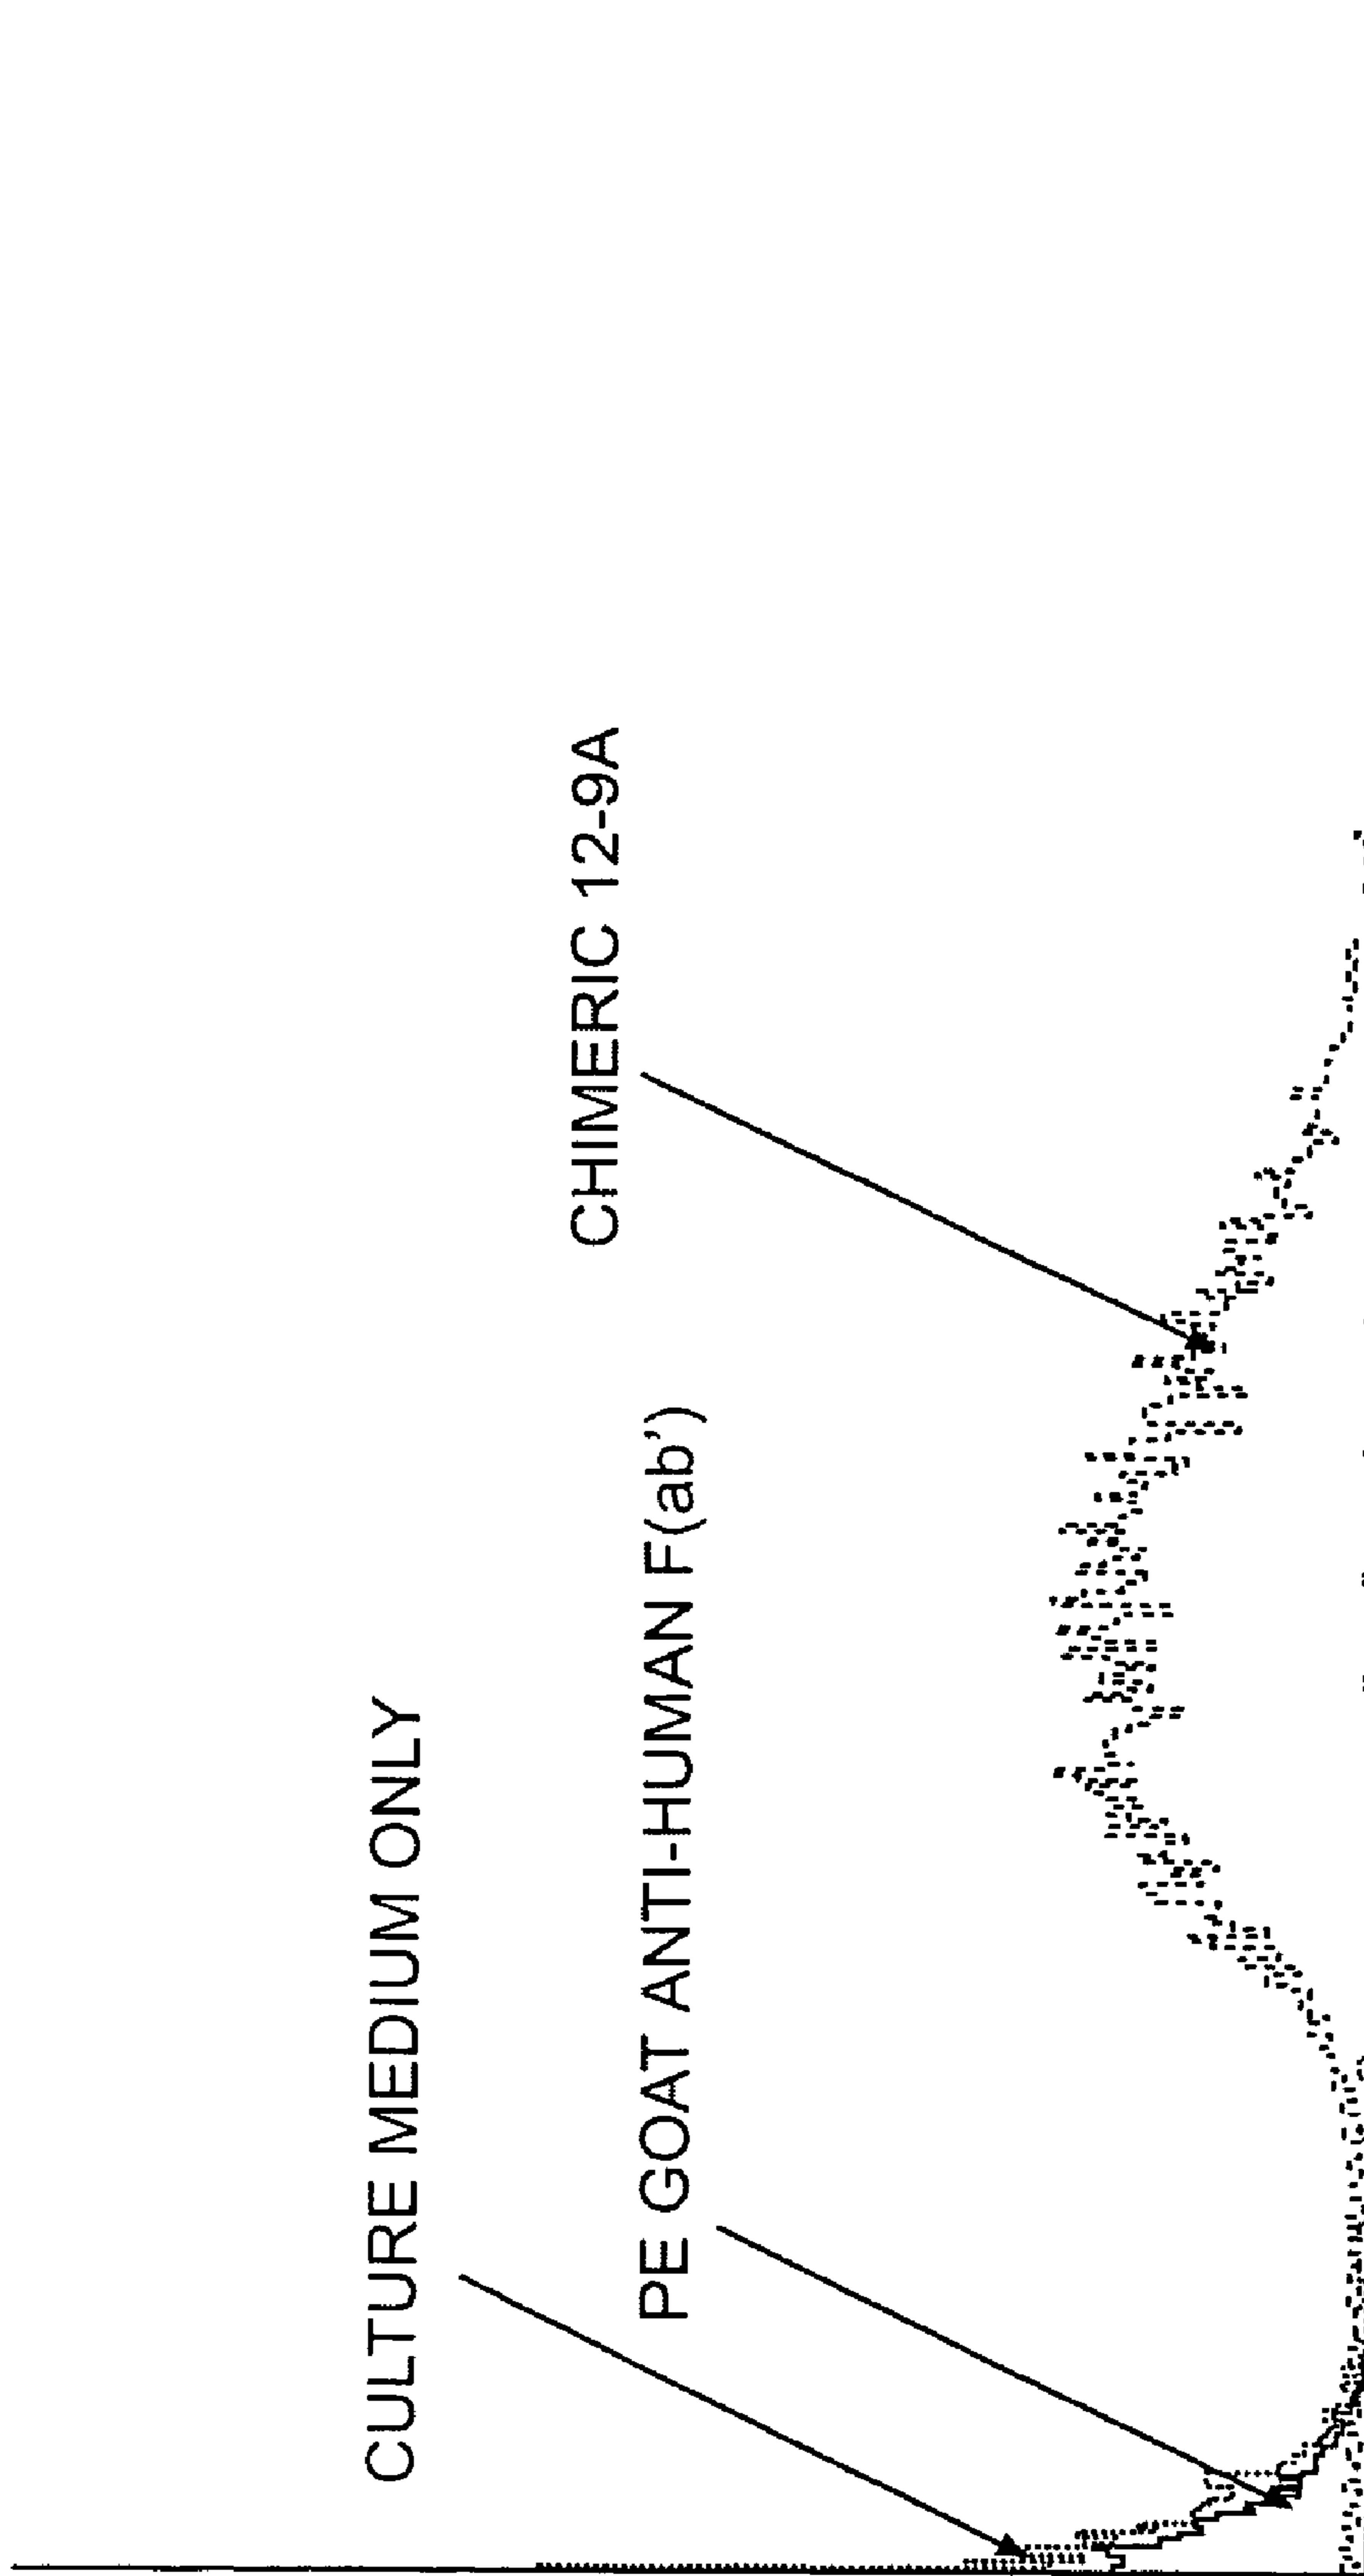 CULTURE MEDIUM ONLY
CHIMERIC 12-9A
PE GOAT ANTI-HUMAN F(ab’)